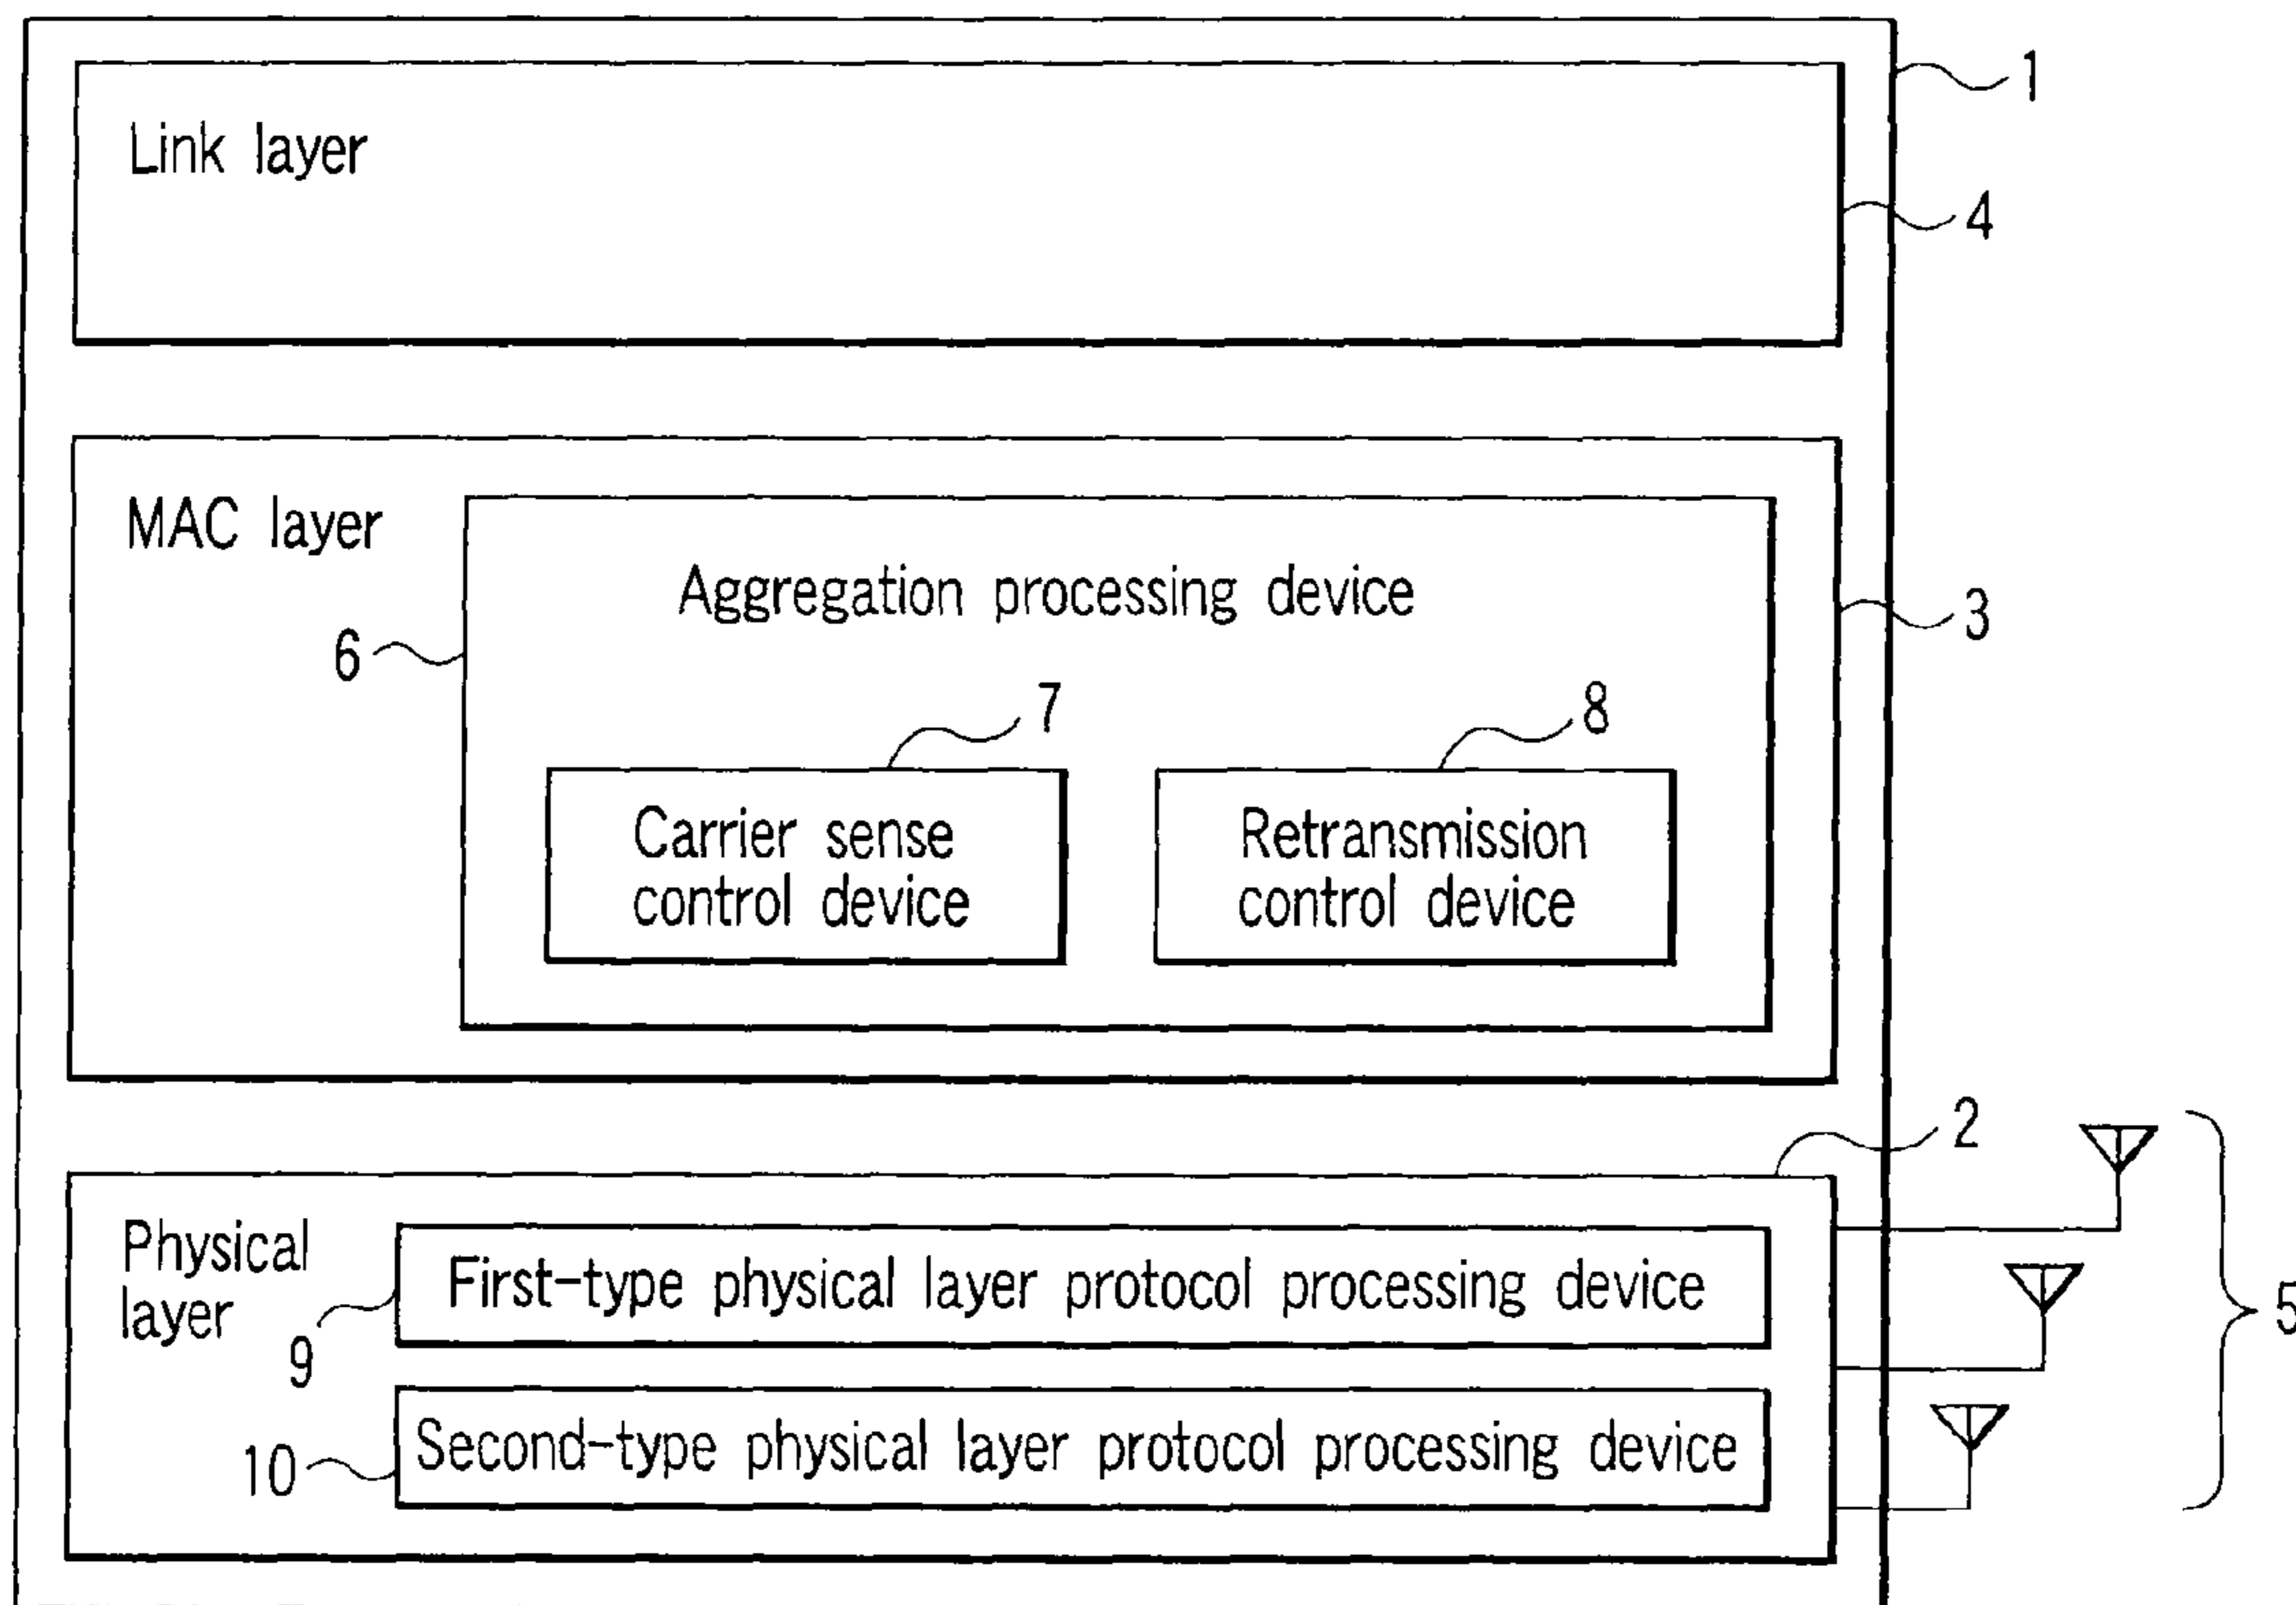 1
Link layer
4
MAC layer
Aggregation processing device
3
6
7
8
Carrier sense
control device
Retransmission
control device
2
Physical
layer
First-type physical layer protocol processing device
9
5
Second-type physical layer protocol processing device
10